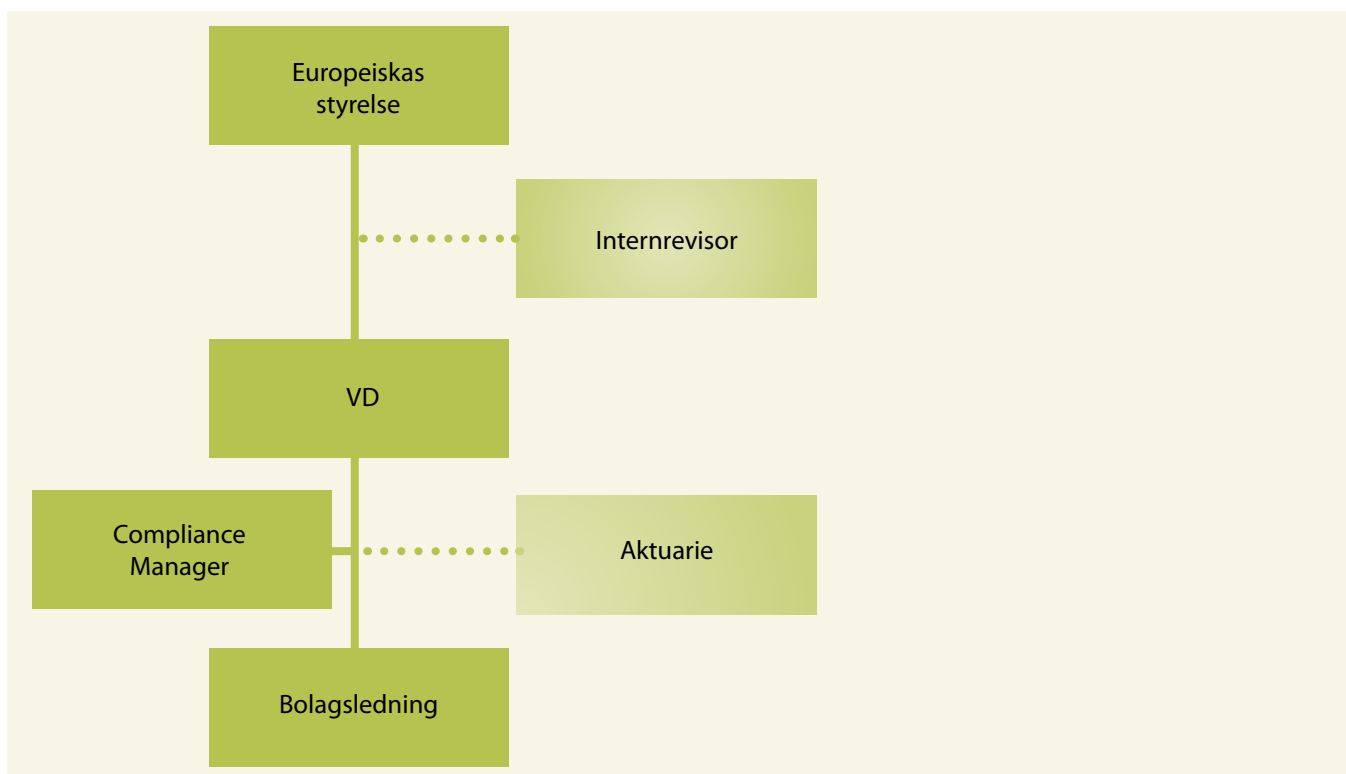 Europeiskas
styrelse
Internrevisor
VD
Compliance
Manager
Aktuarie
Bolagsledning